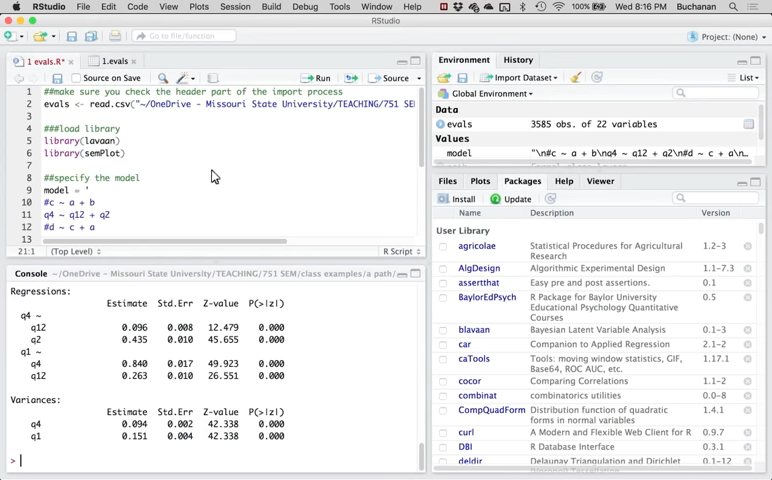 RStudio File Edit Code View Plots Session Build Debug Tools Window Help 100% Wed 8:16 PM Buchanan
RStudio
Go to file/function
Project: (None)
1 evals.R*
1.evals
Source on Save
Run
Source
1 ##make sure you check the header part of the import process
2 evals <- read.csv("~/OneDrive - Missouri State University/TEACHING/751 SEM
3
4 ###load library
5 library(lavaan)
6 library(semPlot)
7
8 ##specify the model
9 model = '
10 #c ~ a + b
11 q4 ~ q12 + q2
12 #d ~ c + a
13
21:1 (Top Level) R Script
Console ~/OneDrive - Missouri State University/TEACHING/751 SEM/class examples/a path/
Regressions:
Estimate Std.Err Z-value P(>|z|)
q4 ~
q12 0.096 0.008 12.479 0.000
q2 0.435 0.010 45.655 0.000
q1 ~
q4 0.840 0.017 49.923 0.000
q12 0.263 0.010 26.551 0.000
Variances:
Estimate Std.Err Z-value P(>|z|)
q4 0.094 0.002 42.338 0.000
q1 0.151 0.004 42.338 0.000
>
Environment History
Import Dataset
List
Global Environment
Data
evals 3585 obs. of 22 variables
Values
model "\n#c ~ a + b\nq4 ~ q12 + q2\n#d ~ c + a\n…
Files Plots Packages Help Viewer
Install Update
Name Description Version
User Library
agricolae Statistical Procedures for Agricultural Research 1.2-3
AlgDesign Algorithmic Experimental Design 1.1-7.3
assertthat Easy pre and post assertions. 0.1
BaylorEdPsych R Package for Baylor University Educational Psychology Quantitative Courses 0.5
blavaan Bayesian Latent Variable Analysis 0.1-3
car Companion to Applied Regression 2.1-2
caTools Tools: moving window statistics, GIF, Base64, ROC AUC, etc. 1.17.1
cocor Comparing Correlations 1.1-2
combinat combinatorics utilities 0.0-8
CompQuadForm Distribution function of quadratic forms in normal variables 1.4.1
curl A Modern and Flexible Web Client for R 0.9.7
DBI R Database Interface 0.3.1
deldir Delaunay Triangulation and Dirichlet 0.1-12